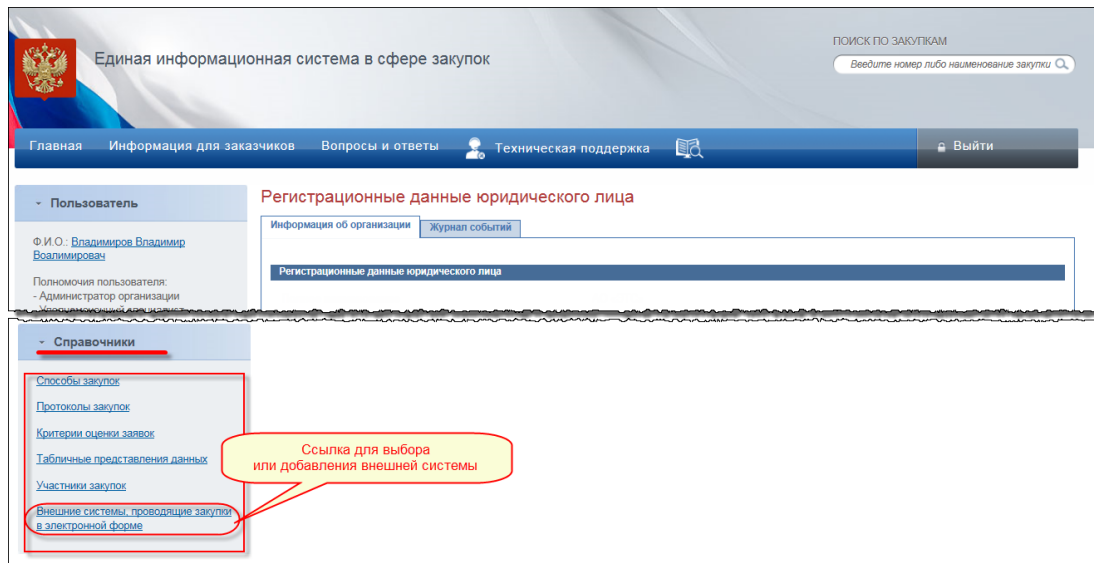 Единая информационная система в сфере закупок
ПОИСК ПО ЗАКУПКАМ
Введите номер либо наименование закупки
Главная Информация для заказчиков Вопросы и ответы Техническая поддержка Выйти
Пользователь
Ф.И.О.: Владимиров Владимир
Воалимирович
Полномочия пользователя:
- Администратор организации
- Уполномоченный специалист
Регистрационные данные юридического лица
Информация об организации Журнал событий
Регистрационные данные юридического лица
Справочники
Способы закупок
Протоколы закупок
Критерии оценки заявок
Табличные представления данных
Участники закупок
Внешние системы, проводящие закупки
в электронной форме
Ссылка для выбора
или добавления внешней системы